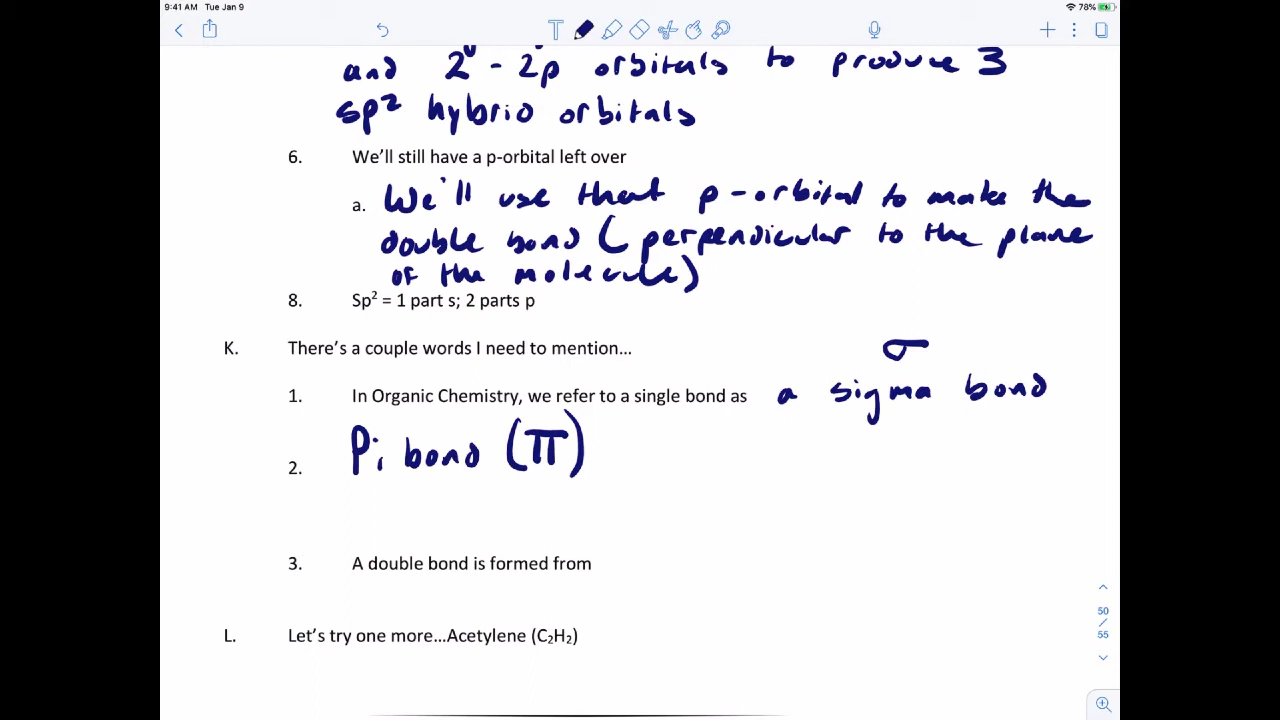 9:41 AM Tue Jan 9
78%
T
and 2 - 2p orbitals to produce 3
sp² hybrid orbitals
6. We'll still have a p-orbital left over
a. We'll use that p-orbital to make the
double bond (perpendicular to the plane
of the molecule)
8. Sp² = 1 part s; 2 parts p
K. There's a couple words I need to mention...
σ
1. In Organic Chemistry, we refer to a single bond as a sigma bond
2. Pi bond (π)
3. A double bond is formed from
50
/
55
L. Let's try one more...Acetylene (C₂H₂)